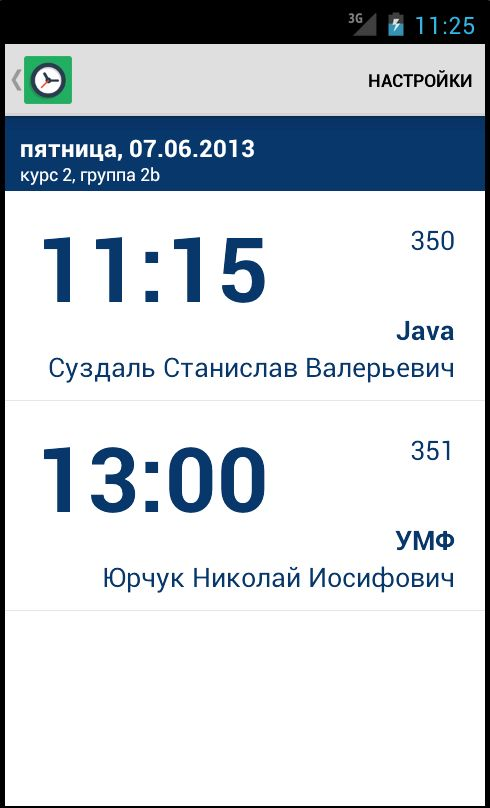 3G 11:25
НАСТРОЙКИ
пятница, 07.06.2013
курс 2, группа 2b
11:15 350
Java
Суздаль Станислав Валерьевич
13:00 351
УМФ
Юрчук Николай Иосифович